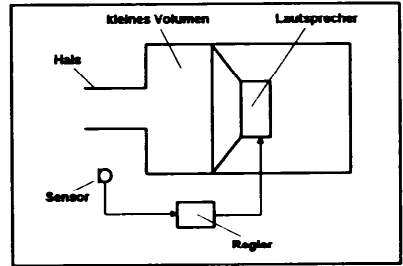 kleines Volumen
Lautsprecher
Hals
Sensor
Regler